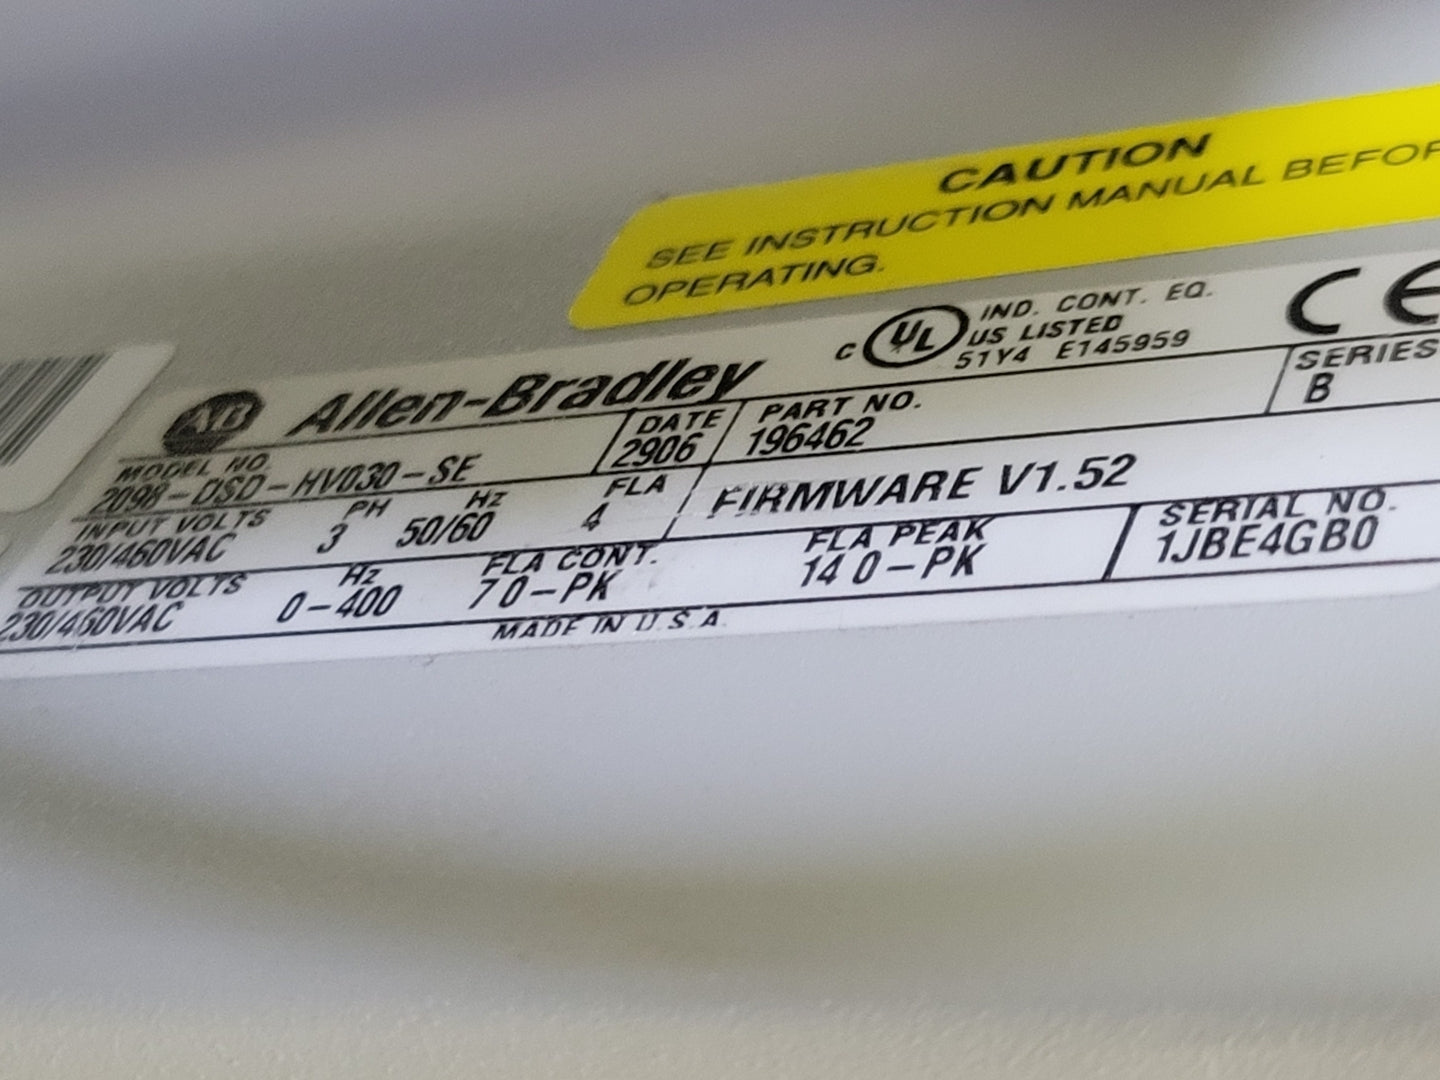 CAUTION
SEE INSTRUCTION MANUAL BEFOR
OPERATING.
AB Allen-Bradley
C UL IND. CONT. EQ.
US LISTED
51Y4 E145959
CE
MODEL NO.
2098-DSD-HV030-SE
DATE
2906
PART NO.
196462
SERIES
B
INPUT VOLTS PH Hz FLA
230/460VAC 3 50/60 4
FIRMWARE V1.52
OUTPUT VOLTS Hz FLA CONT. FLA PEAK
230/460VAC 0-400 7 0-PK 14 0-PK
SERIAL NO.
1JBE4GB0
MADE IN U.S.A.